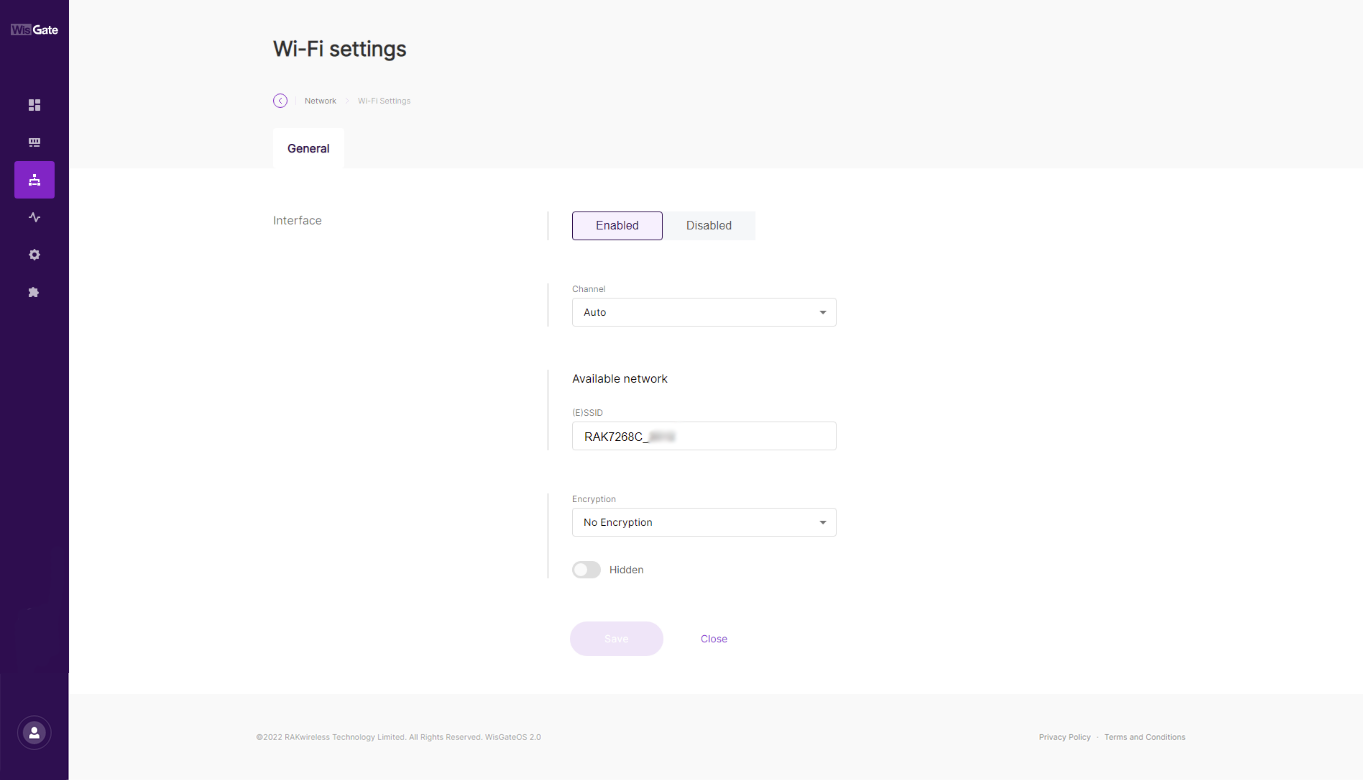 WisGate
Wi-Fi settings
Network
Wi-Fi Settings
General
Interface
Enabled
Disabled
Channel
Auto
Available network
(E)SSID
RAK7268C_
Encryption
No Encryption
Hidden
Save
Close
©2022 RAKwireless Technology Limited. All Rights Reserved. WisGateOS 2.0
Privacy Policy · Terms and Conditions